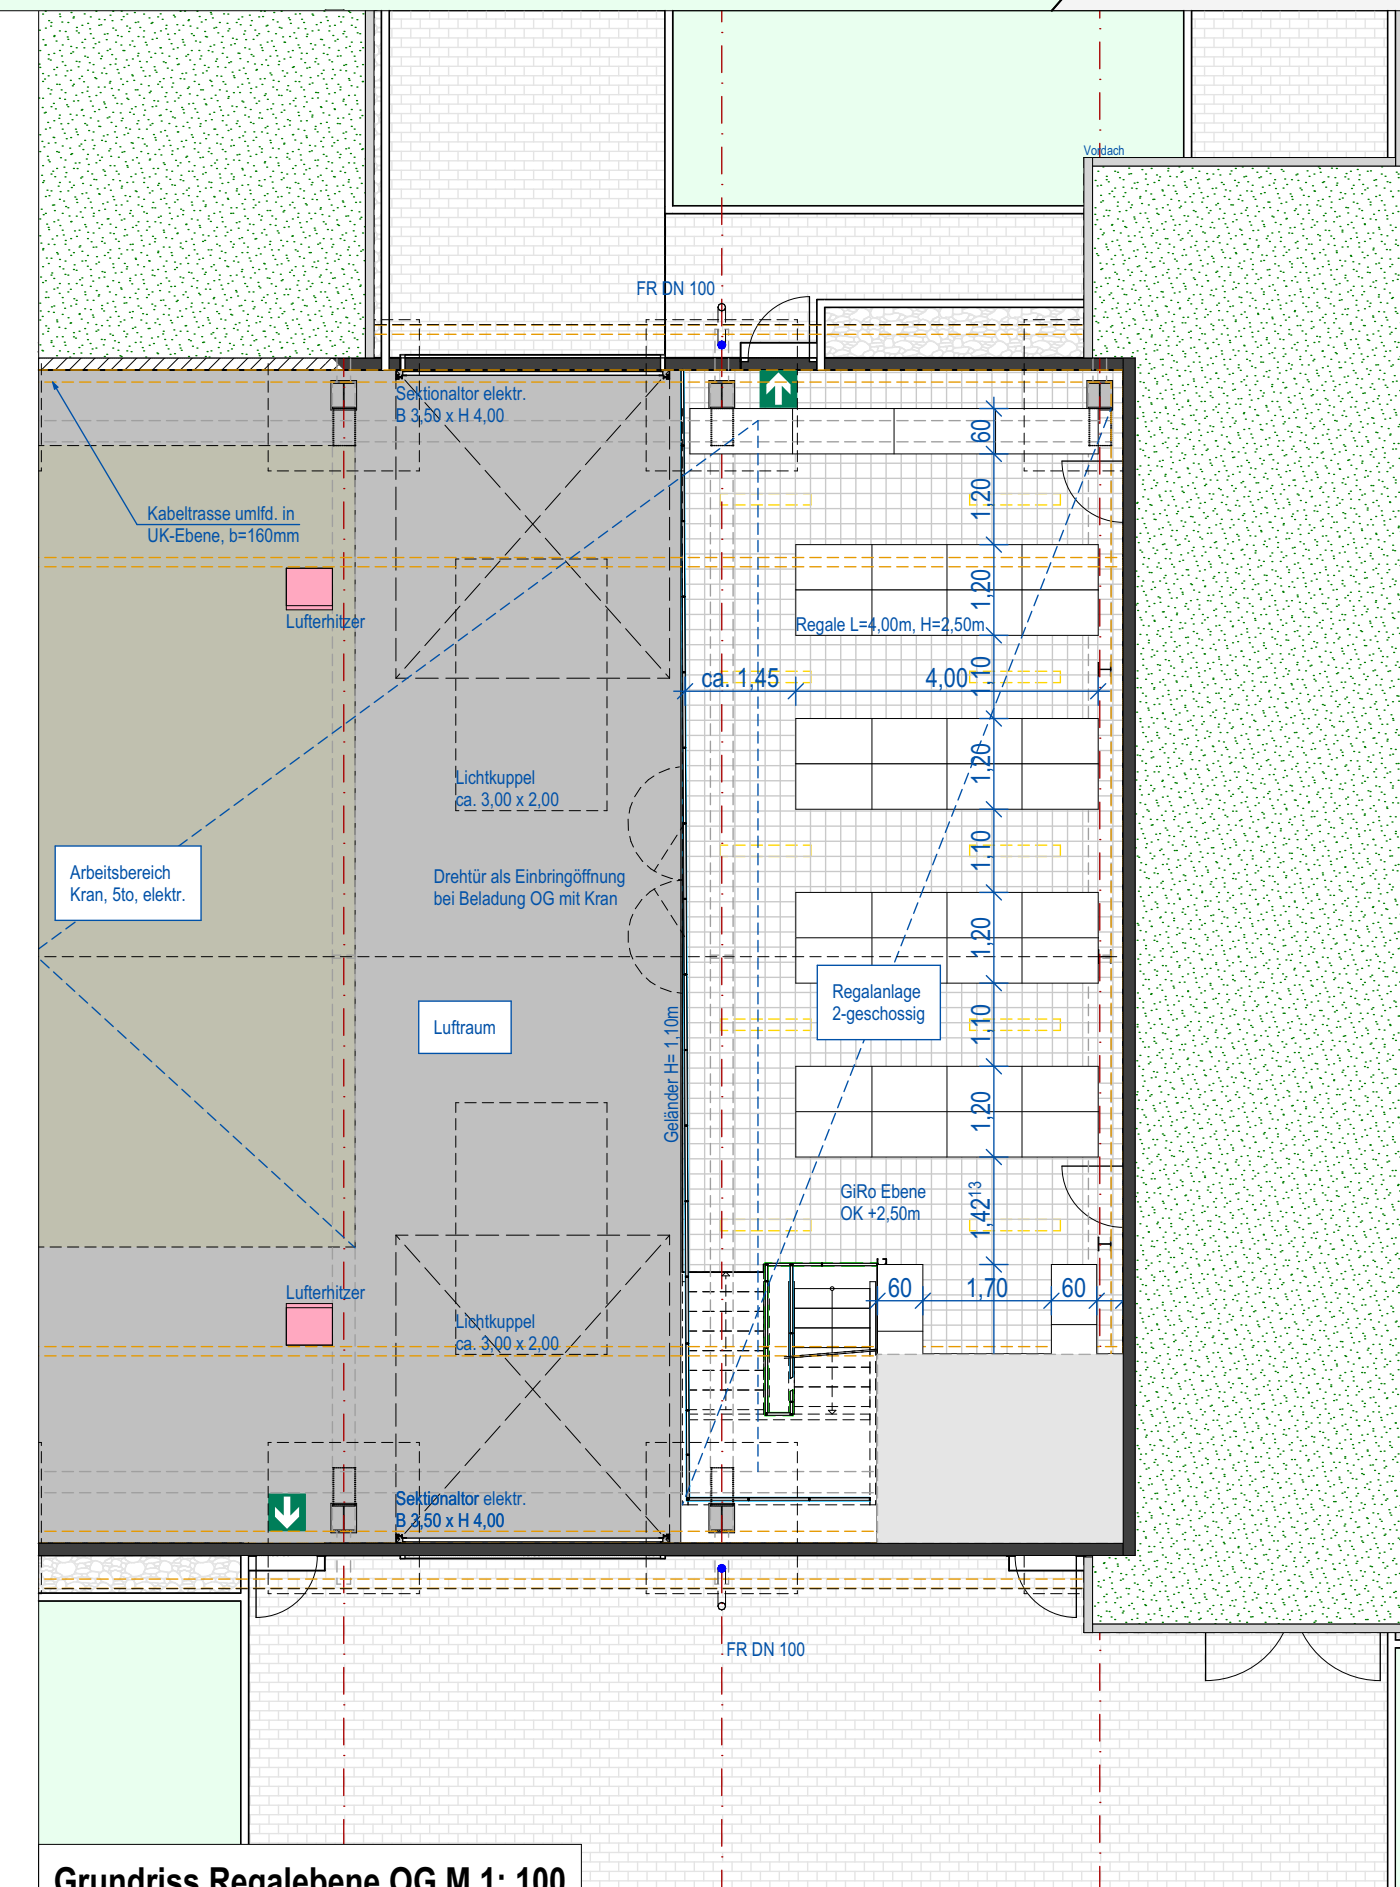 Vordach
FR DN 100
Sektionaltor elektr.
B 3,50 x H 4,00
60
1,20
Kabeltrasse umlfd. in
UK-Ebene, b=160mm
1,20
Lufterhitzer
Regale L=4,00m, H=2,50m
1,10
ca. 1,45
4,00
1,20
Lichtkuppel
ca. 3,00 x 2,00
1,10
Arbeitsbereich
Kran, 5to, elektr.
Drehtür als Einbringöffnung
bei Beladung OG mit Kran
1,20
Regalanlage
2-geschossig
Luftraum
1,10
Geländer H= 1,10m
1,20
GiRo Ebene
OK +2,50m
1,42¹³
60
1,70
60
Lufterhitzer
Lichtkuppel
ca. 3,00 x 2,00
Sektionaltor elektr.
B 3,50 x H 4,00
FR DN 100
Grundriss Regalebene OG M 1: 100